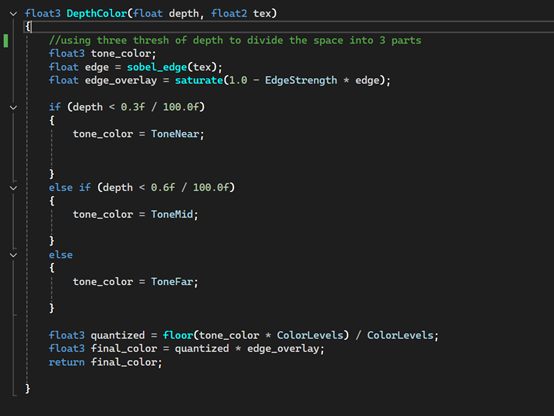 float3 DepthColor(float depth, float2 tex)
{
//using three thresh of depth to divide the space into 3 parts
float3 tone_color;
float edge = sobel_edge(tex);
float edge_overlay = saturate(1.0 - EdgeStrength * edge);
if (depth < 0.3f / 100.0f)
{
tone_color = ToneNear;
}
else if (depth < 0.6f / 100.0f)
{
tone_color = ToneMid;
}
else
{
tone_color = ToneFar;
}
float3 quantized = floor(tone_color * ColorLevels) / ColorLevels;
float3 final_color = quantized * edge_overlay;
return final_color;
}